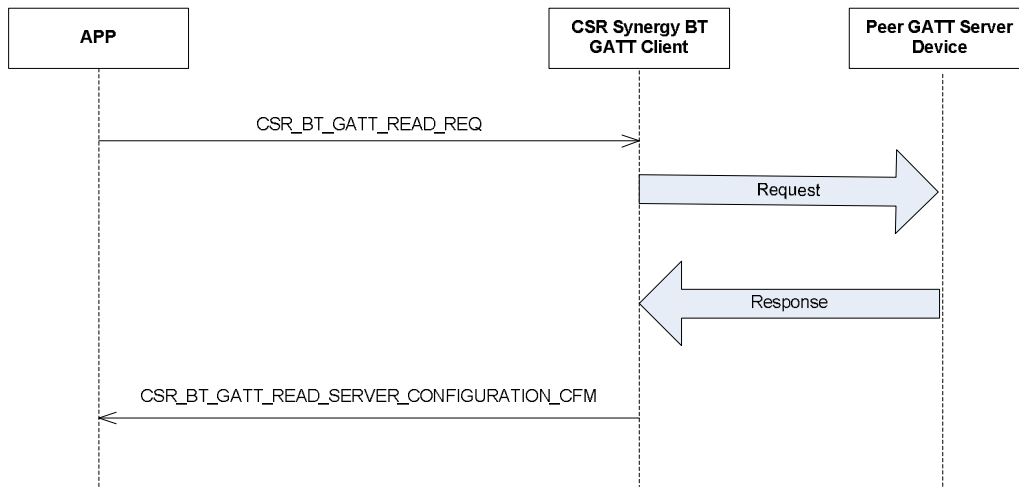 APP
CSR Synergy BT
GATT Client
Peer GATT Server
Device
CSR_BT_GATT_READ_REQ
Request
Response
CSR_BT_GATT_READ_SERVER_CONFIGURATION_CFM